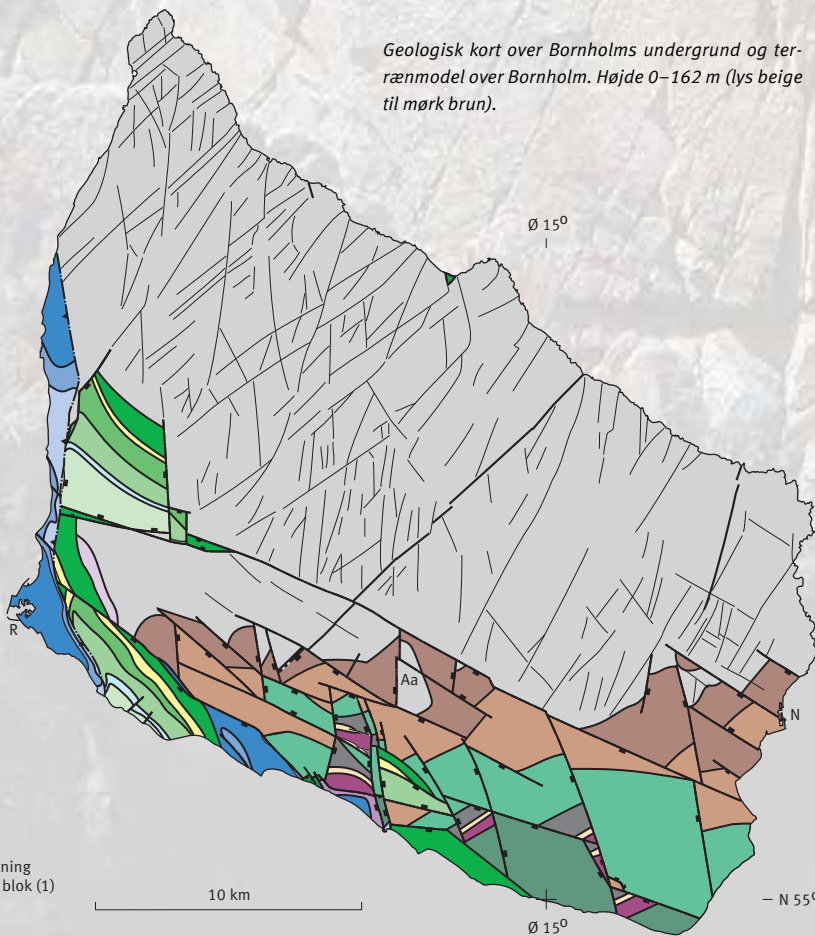 Geologisk kort over Bornholms undergrund og ter-
rænmodel over Bornholm. Højde 0–162 m (lys beige
til mørk brun).
Ø 15⁰
R
Aa
N
ning
blok (1)
10 km
Ø 15⁰
N 55⁰